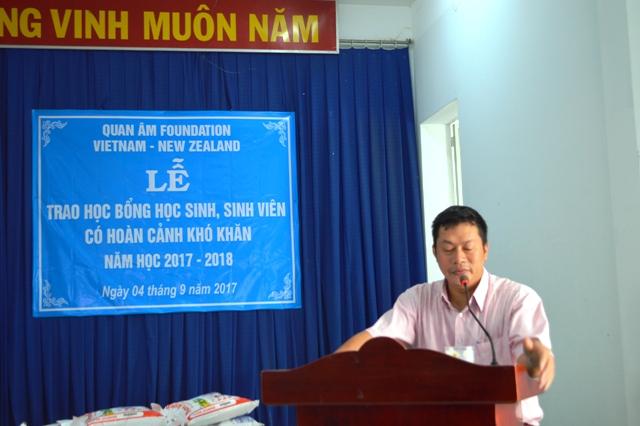 NG VINH MUÔN NĂM
QUAN ÂM FOUNDATION
VIETNAM - NEW ZEALAND
LỄ
TRAO HỌC BỔNG HỌC SINH, SINH VIÊN
CÓ HOÀN CẢNH KHÓ KHĂN
NĂM HỌC 2017 - 2018
Ngày 04 tháng 9 năm 2017